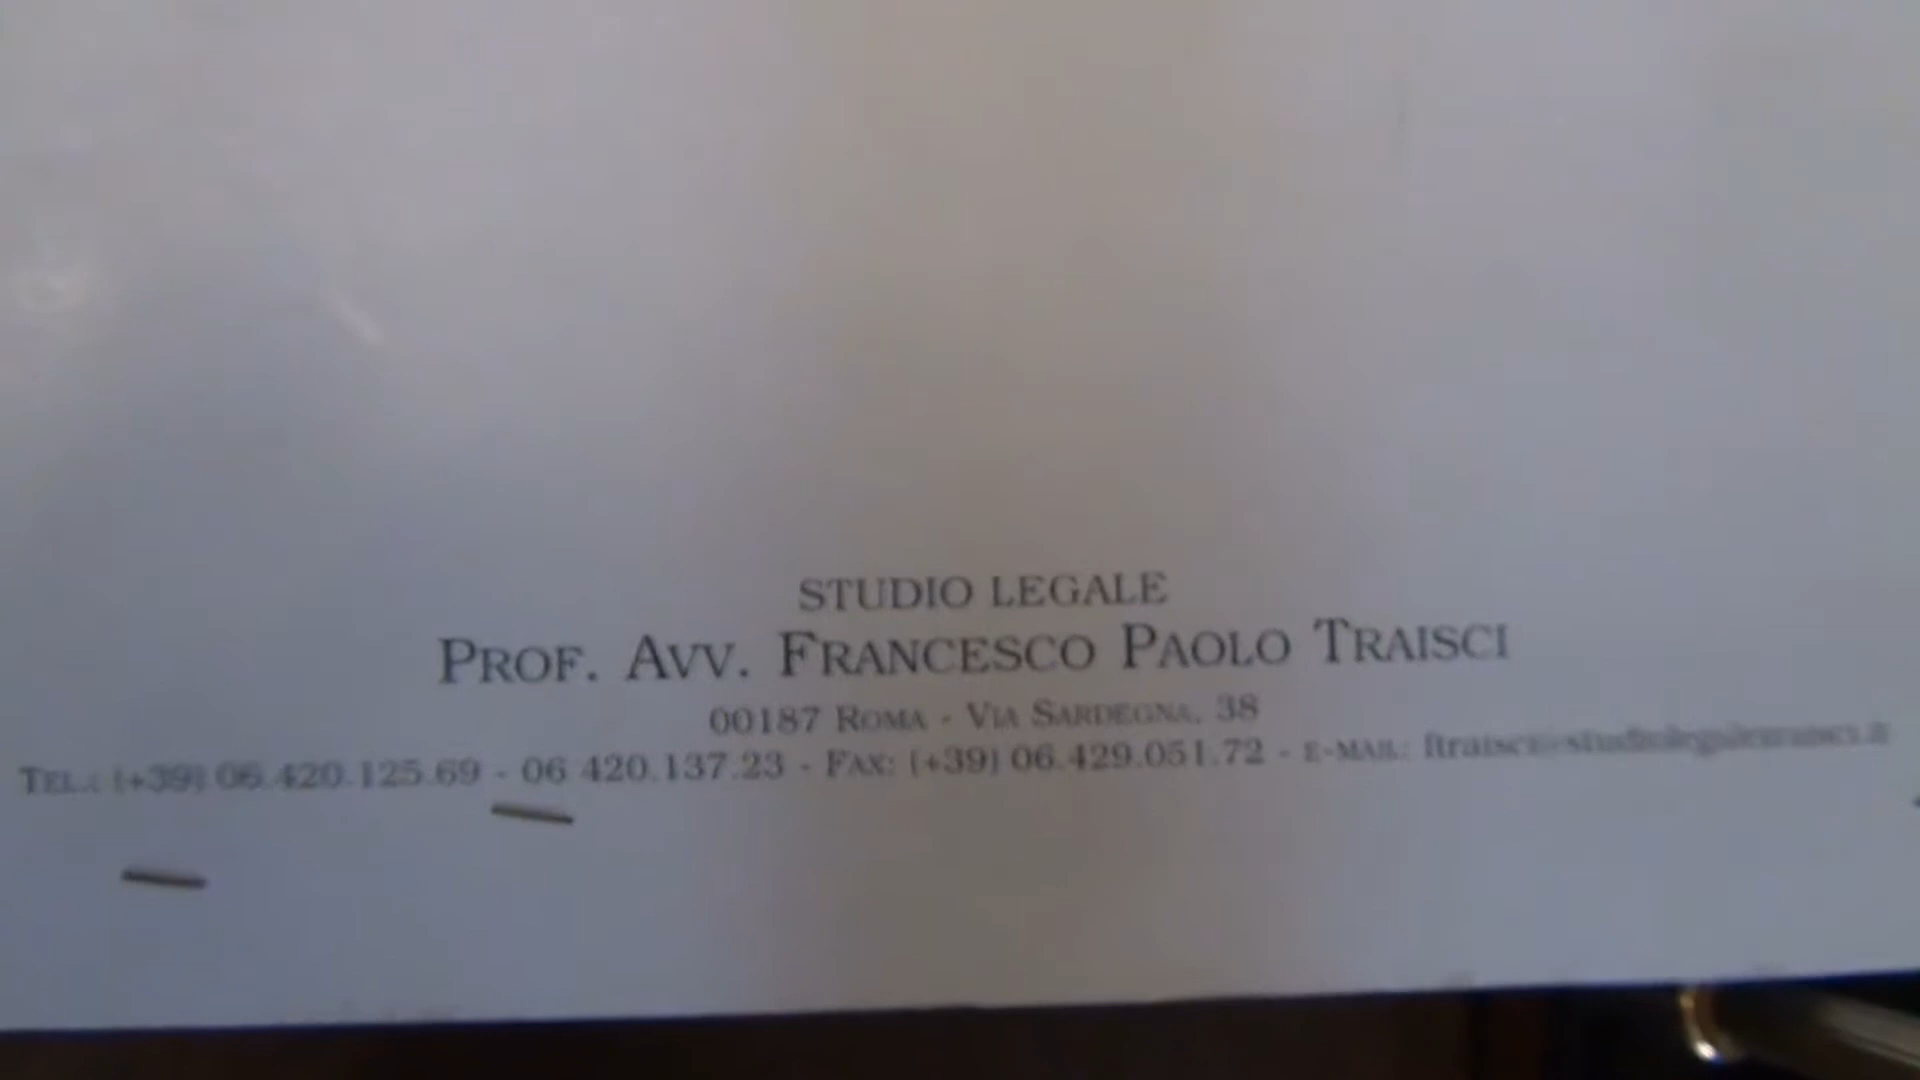 STUDIO LEGALE
PROF. AVV. FRANCESCO PAOLO TRAISCI
00187 ROMA - VIA SARDEGNA, 38
TEL.: (+39) 06.420.125.69 - 06 420.137.23 - FAX: (+39) 06.429.051.72 - E-MAIL: